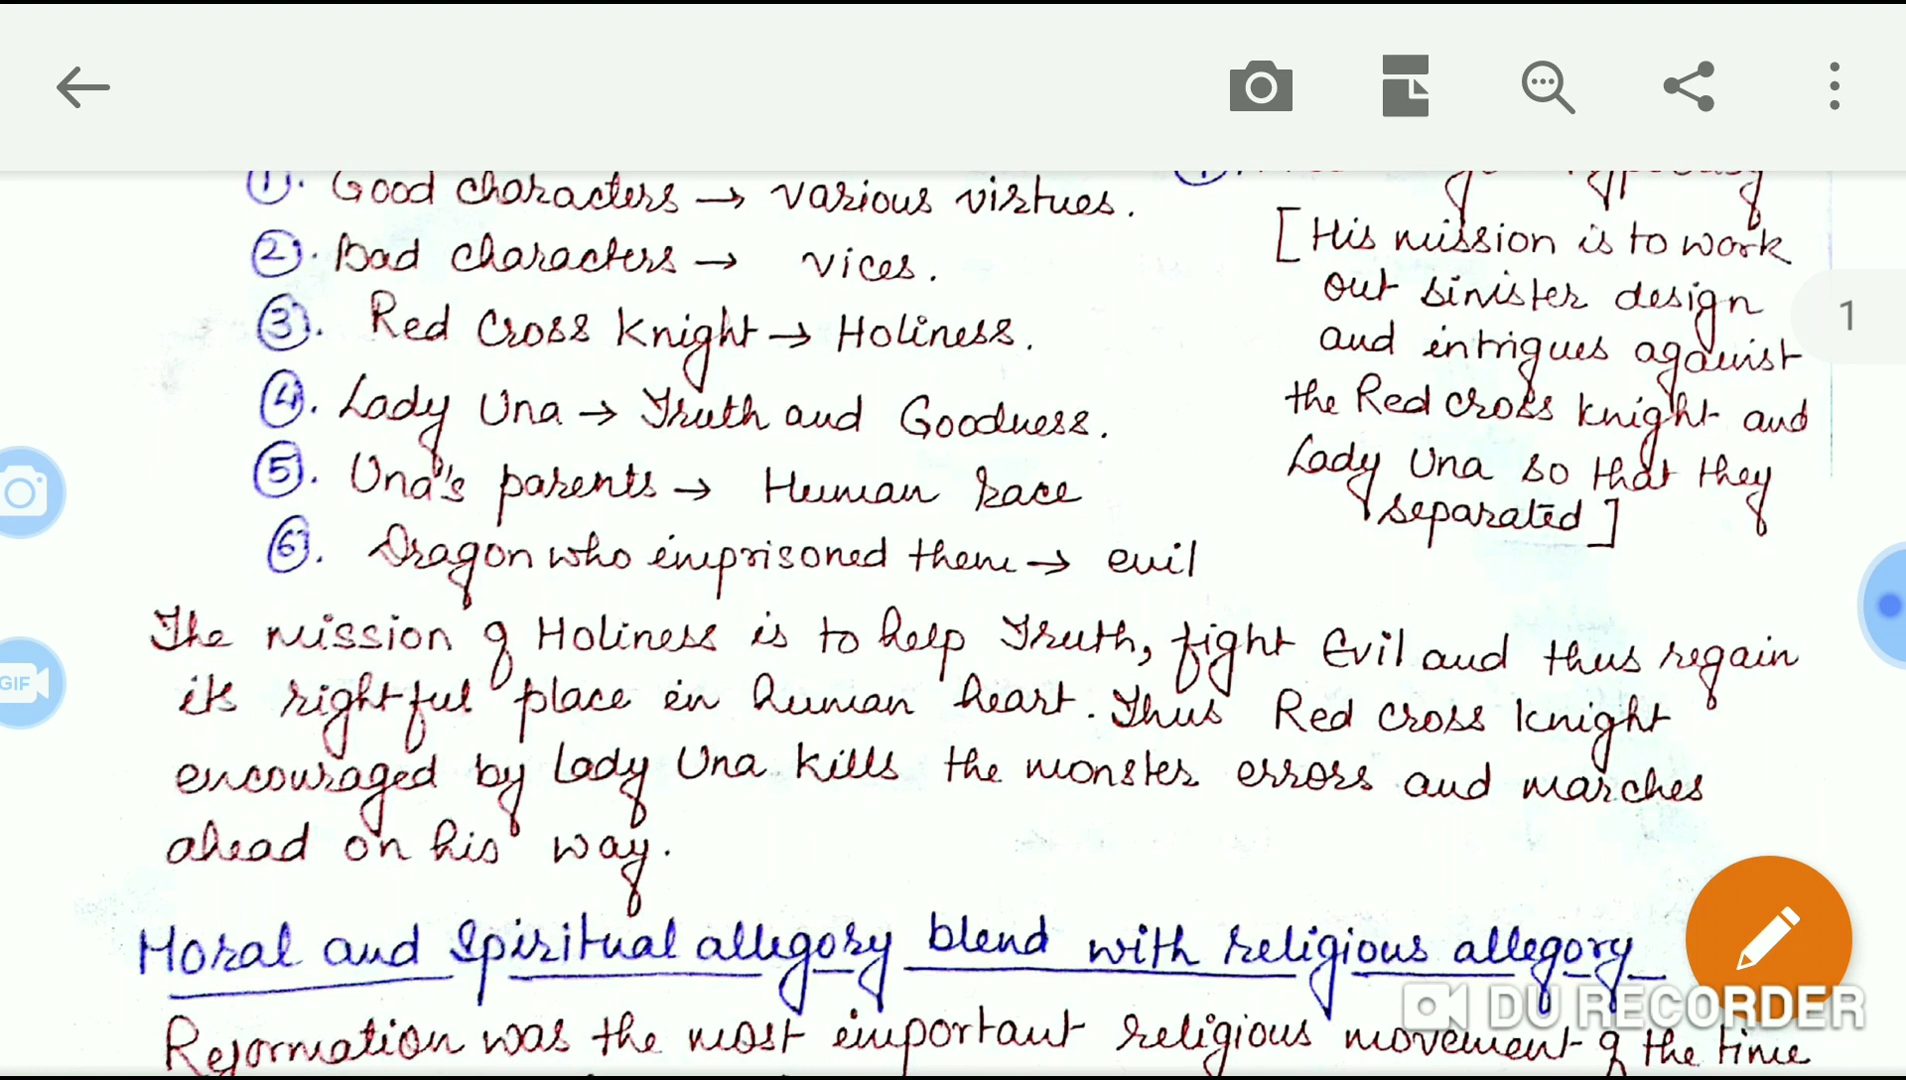 ①. Good characters → various virtues.
②. Bad characters → vices.
③. Red cross knight → Holiness.
④. Lady Una → Truth and Goodness.
⑤. Una's parents → Human race
⑥. Dragon who imprisoned them → evil
[His mission is to work
out sinister design
and intrigues against
the Red cross knight and
Lady Una so that they
separated]
1
The mission of Holiness is to help Truth, fight Evil and thus regain
its rightful place in human heart. Thus Red cross knight
encouraged by Lady Una kills the monster errors and marches
ahead on his way.
Moral and Spiritual allegory blend with religious allegory
Reformation was the most important religious movement of the time
GIF
DU RECORDER